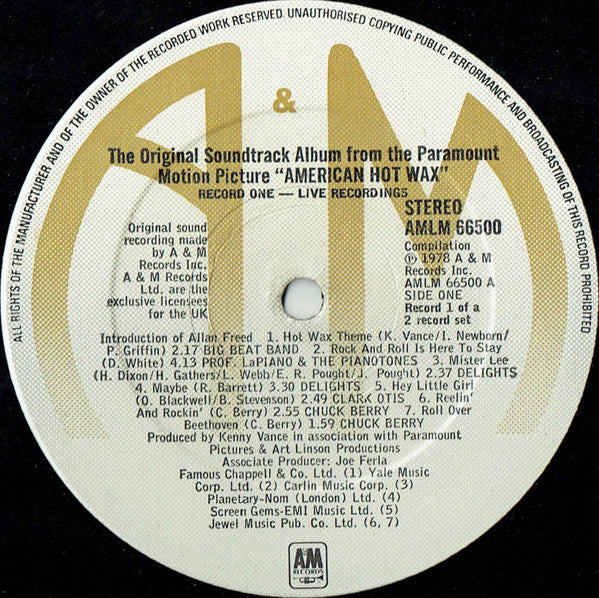 ALL RIGHTS OF THE MANUFACTURER AND OF THE OWNER OF THE RECORDED WORK RESERVED. UNAUTHORISED COPYING PUBLIC PERFORMANCE AND BROADCASTING OF THIS RECORD PROHIBITED
A & M
The Original Soundtrack Album from the Paramount
Motion Picture "AMERICAN HOT WAX"
RECORD ONE — LIVE RECORDINGS
Original sound
recording made
by A & M
Records Inc.
A & M Records
Ltd. are the
exclusive licensees
for the UK
STEREO
AMLM 66500
Compilation
℗ 1978 A & M
Records Inc.
AMLM 66500 A
SIDE ONE
Record 1 of a
2 record set
Introduction of Allan Freed 1. Hot Wax Theme (K. Vance/I. Newborn/
P. Griffin) 2.17 BIG BEAT BAND 2. Rock And Roll Is Here To Stay
(D. White) 4.13 PROF. LaPIANO & THE PIANOTONES 3. Mister Lee
(H. Dixon/H. Gathers/L. Webb/E. R. Pought/J. Pought) 2.37 DELIGHTS
4. Maybe (R. Barrett) 3.30 DELIGHTS 5. Hey Little Girl
(O. Blackwell/B. Stevenson) 2.49 CLARK OTIS 6. Reelin'
And Rockin' (C. Berry) 2.55 CHUCK BERRY 7. Roll Over
Beethoven (C. Berry) 1.59 CHUCK BERRY
Produced by Kenny Vance in association with Paramount
Pictures & Art Linson Productions
Associate Producer: Joe Ferla
Famous Chappell & Co. Ltd. (1) Yale Music
Corp. Ltd. (2) Carlin Music Corp. (3)
Planetary-Nom (London) Ltd. (4)
Screen Gems-EMI Music Ltd. (5)
Jewel Music Pub. Co. Ltd. (6, 7)
A&M
RECORDS